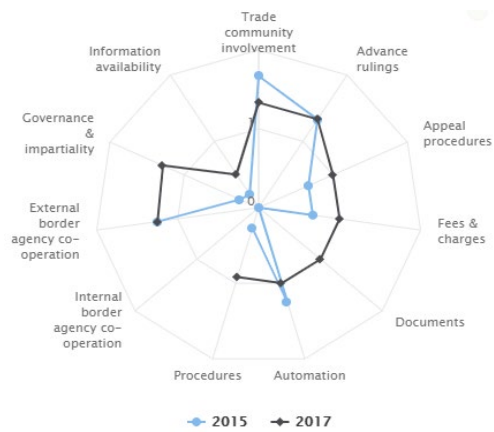 Trade
community
involvement
Information
availability
Advance
rulings
Governance
&
impartiality
Appeal
procedures
1
0
External
border
agency co-
operation
Fees &
charges
Internal
border
agency co-
operation
Documents
Procedures
Automation
2015
2017